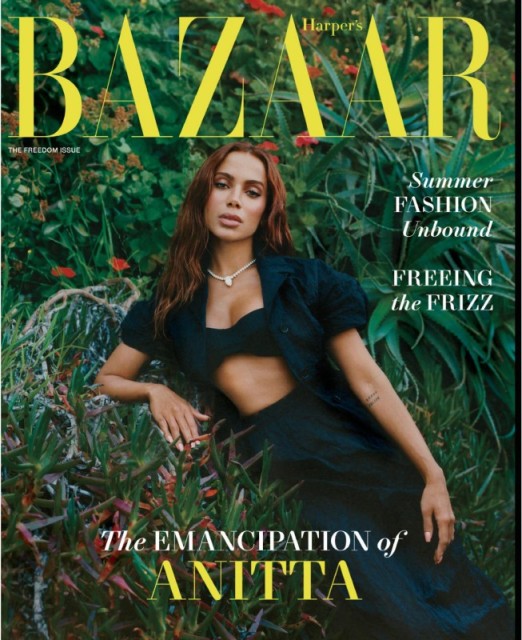 Harper's
BAZAAR
THE FREEDOM ISSUE
Summer
FASHION
Unbound
FREEING
the FRIZZ
The EMANCIPATION of
ANITTA